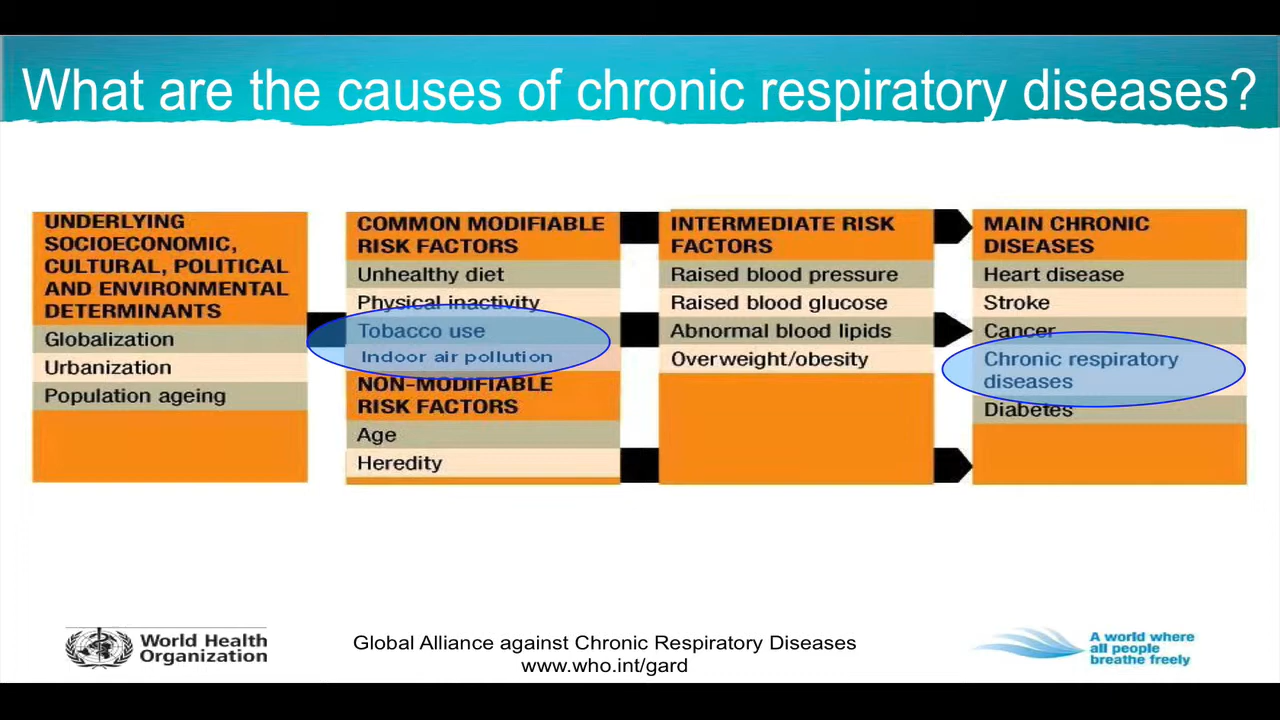 What are the causes of chronic respiratory diseases?
UNDERLYING
SOCIOECONOMIC,
CULTURAL, POLITICAL
AND ENVIRONMENTAL
DETERMINANTS
Globalization
Urbanization
Population ageing
COMMON MODIFIABLE
RISK FACTORS
Unhealthy diet
Physical inactivity
Tobacco use
Indoor air pollution
NON-MODIFIABLE
RISK FACTORS
Age
Heredity
INTERMEDIATE RISK
FACTORS
Raised blood pressure
Raised blood glucose
Abnormal blood lipids
Overweight/obesity
MAIN CHRONIC
DISEASES
Heart disease
Stroke
Cancer
Chronic respiratory
diseases
Diabetes
World Health
Organization
Global Alliance against Chronic Respiratory Diseases
www.who.int/gard
A world where
all people
breathe freely